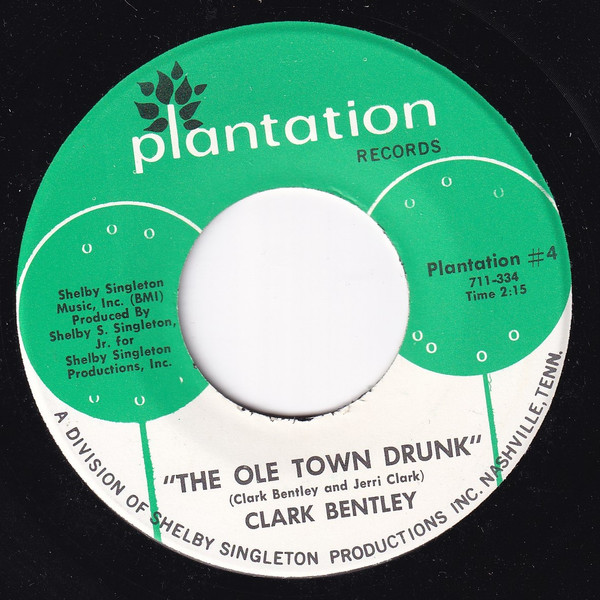 plantation
RECORDS
Shelby Singleton
Music, Inc. (BMI)
Produced By
Shelby S. Singleton,
Jr. for
Shelby Singleton
Productions, Inc.
Plantation #4
711-334
Time 2:15
"THE OLE TOWN DRUNK"
(Clark Bentley and Jerri Clark)
CLARK BENTLEY
A DIVISION OF SHELBY SINGLETON PRODUCTIONS INC. NASHVILLE, TENN.